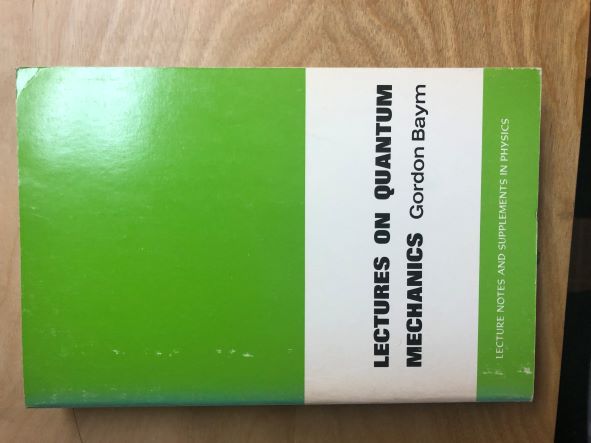 LECTURES ON QUANTUM
MECHANICS Gordon Baym
LECTURE NOTES AND SUPPLEMENTS IN PHYSICS